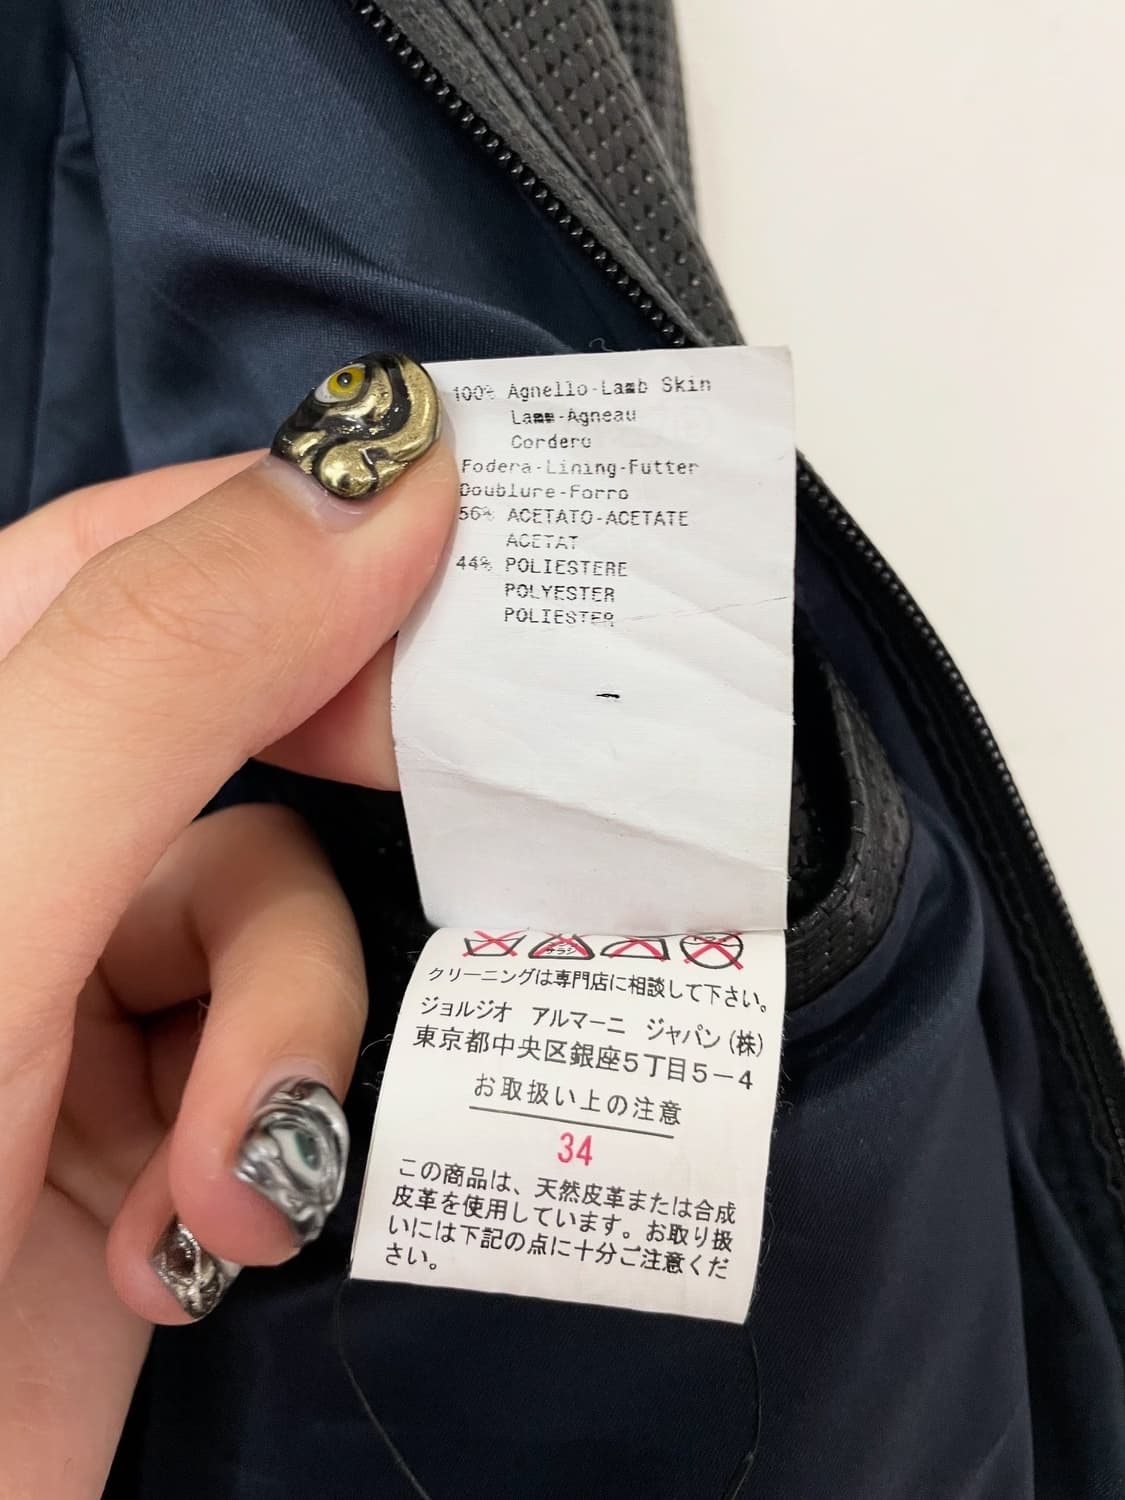 100% Agnello-Lamb Skin
Lamm-Agneau
Cordero
Fodera-Lining-Futter
Doublure-Forro
56% ACETATO-ACETATE
ACETAT
44% POLIESTERE
POLYESTER
POLIESTER
クリーニングは専門店に相談して下さい。
ジョルジオ アルマーニ ジャパン(株)
東京都中央区銀座5丁目5-4
お取扱い上の注意
34
この商品は、天然皮革または合成
皮革を使用しています。お取り扱
いには下記の点に十分ご注意くだ
さい。